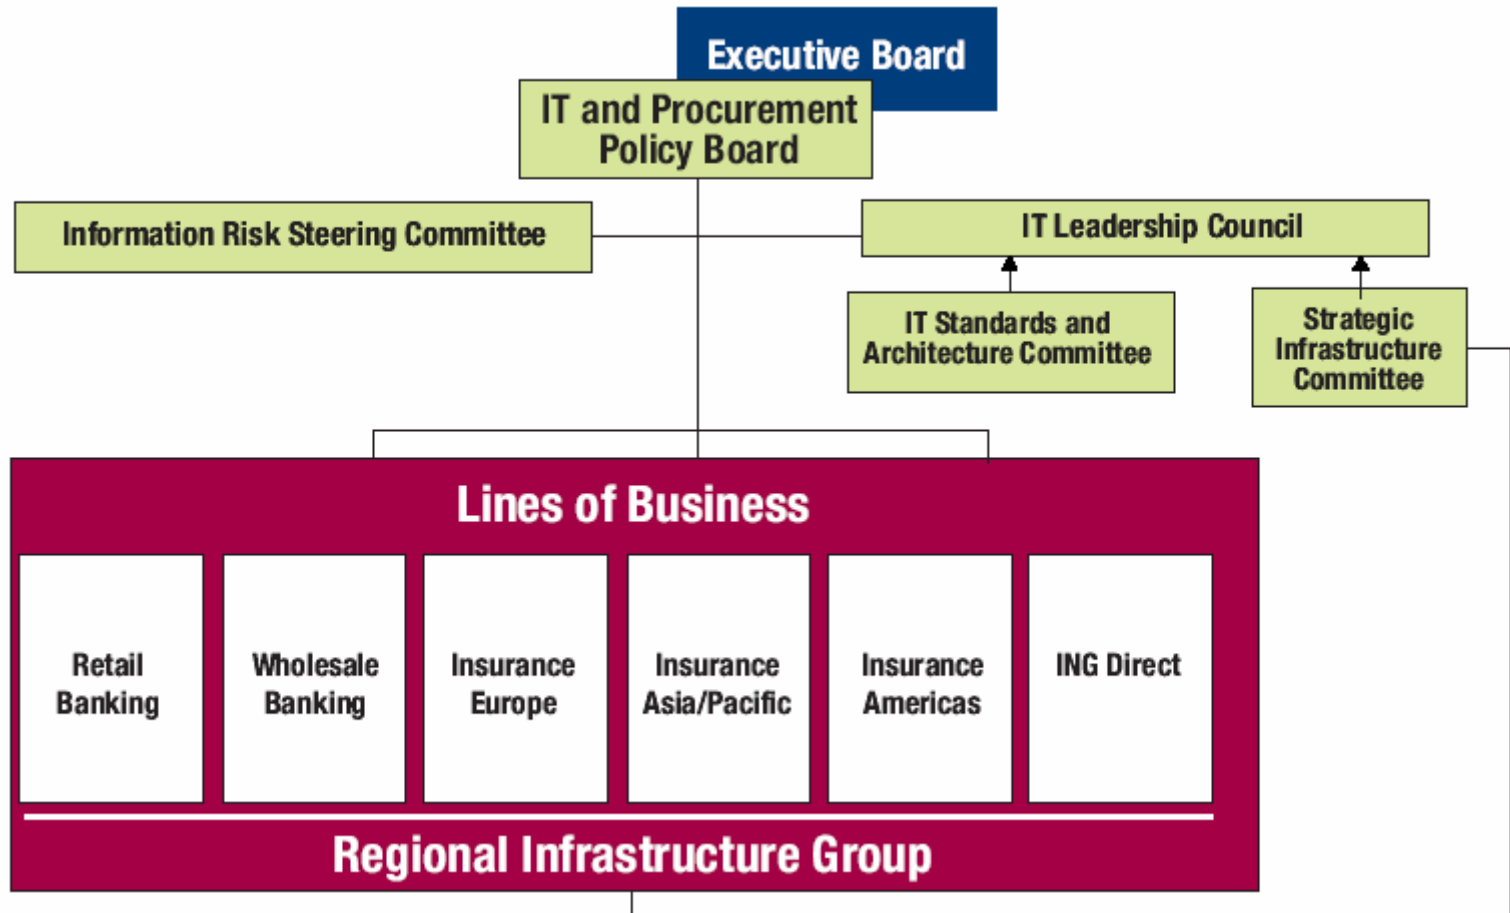 Executive Board
IT and Procurement
Policy Board
Information Risk Steering Committee
IT Leadership Council
IT Standards and
Architecture Committee
Strategic
Infrastructure
Committee
Lines of Business
Retail
Banking
Wholesale
Banking
Insurance
Europe
Insurance
Asia/Pacific
Insurance
Americas
ING Direct
Regional Infrastructure Group